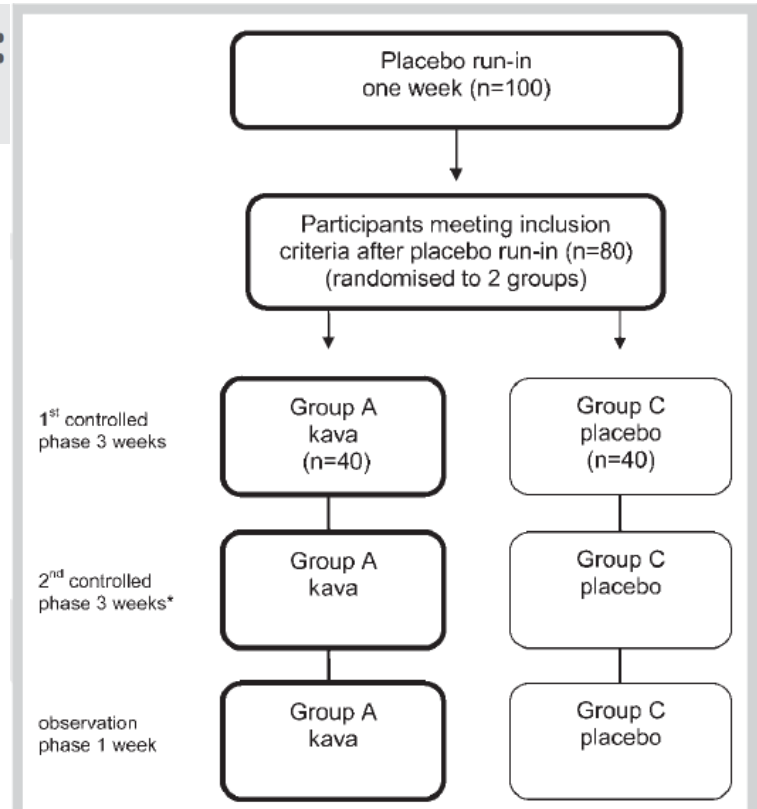 Placebo run-in
one week (n=100)
Participants meeting inclusion
criteria after placebo run-in (n=80)
(randomised to 2 groups)
1st controlled
phase 3 weeks
Group A
kava
(n=40)
Group C
placebo
(n=40)
2nd controlled
phase 3 weeks*
Group A
kava
Group C
placebo
observation
phase 1 week
Group A
kava
Group C
placebo